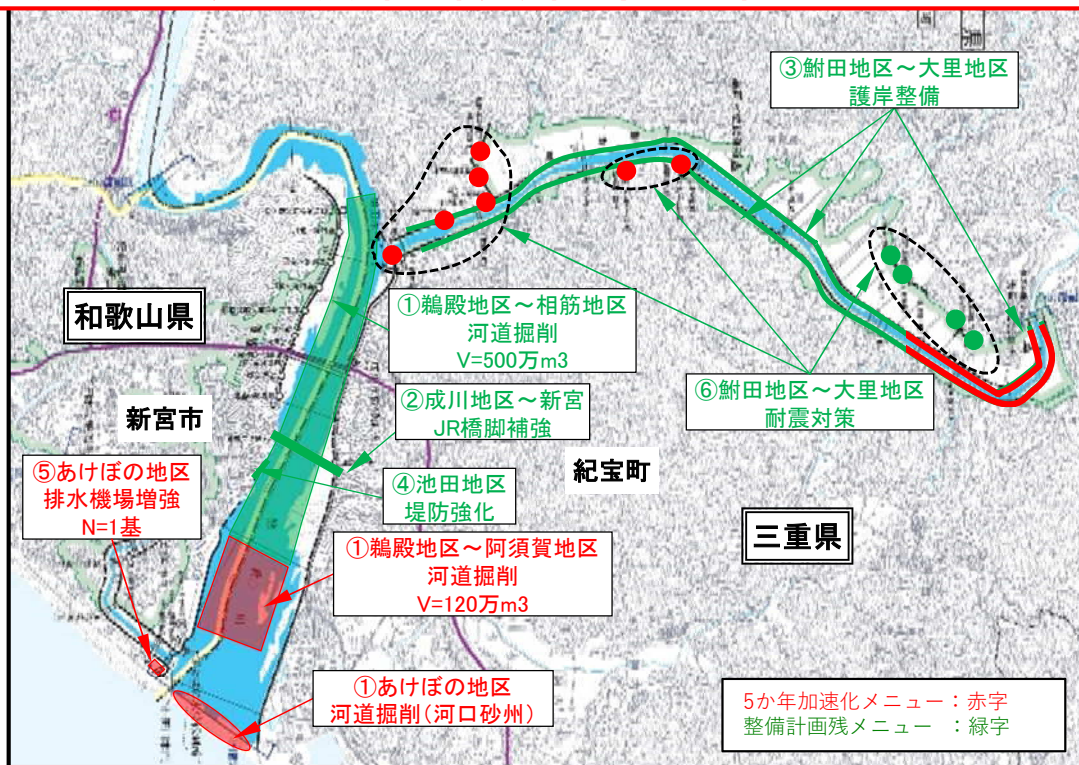 県
③鮒田地区～大里地区
護岸整備
①鵜殿地区～相筋地区
河道掘削
V=500万m3
和歌山県
②成川地区～新宮
JR橋脚補強
⑥鮒田地区～大里地区
耐震対策
新宮市
紀宝町
⑤あけぼの地区
排水機場増強
N=1基
④池田地区
堤防強化
三重県
①鵜殿地区～阿須賀地区
河道掘削
V=120万m3
①あけぼの地区
河道掘削(河口砂州)
5か年加速化メニュー：赤字
整備計画残メニュー ：緑字